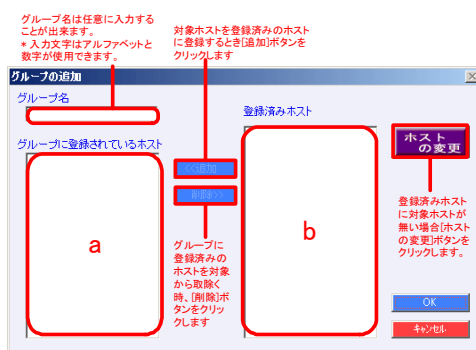 グループ名は任意に入力する
ことが出来ます。
* 入力文字はアルファベットと
数字が使用できます。
対象ホストを登録済みのホスト
に登録するとき[追加]ボタンを
クリックします
グループの追加
グループ名
登録済みホスト
グループに登録されているホスト
<<追加
削除>>
ホスト
の変更
a
b
グループに
登録済みの
ホストを対象
から取除く
時、[削除]ボ
タンをクリッ
クします
登録済みホスト
に対象ホストが
無い場合[ホスト
の変更]ボタンを
クリックします。
OK
キャンセル